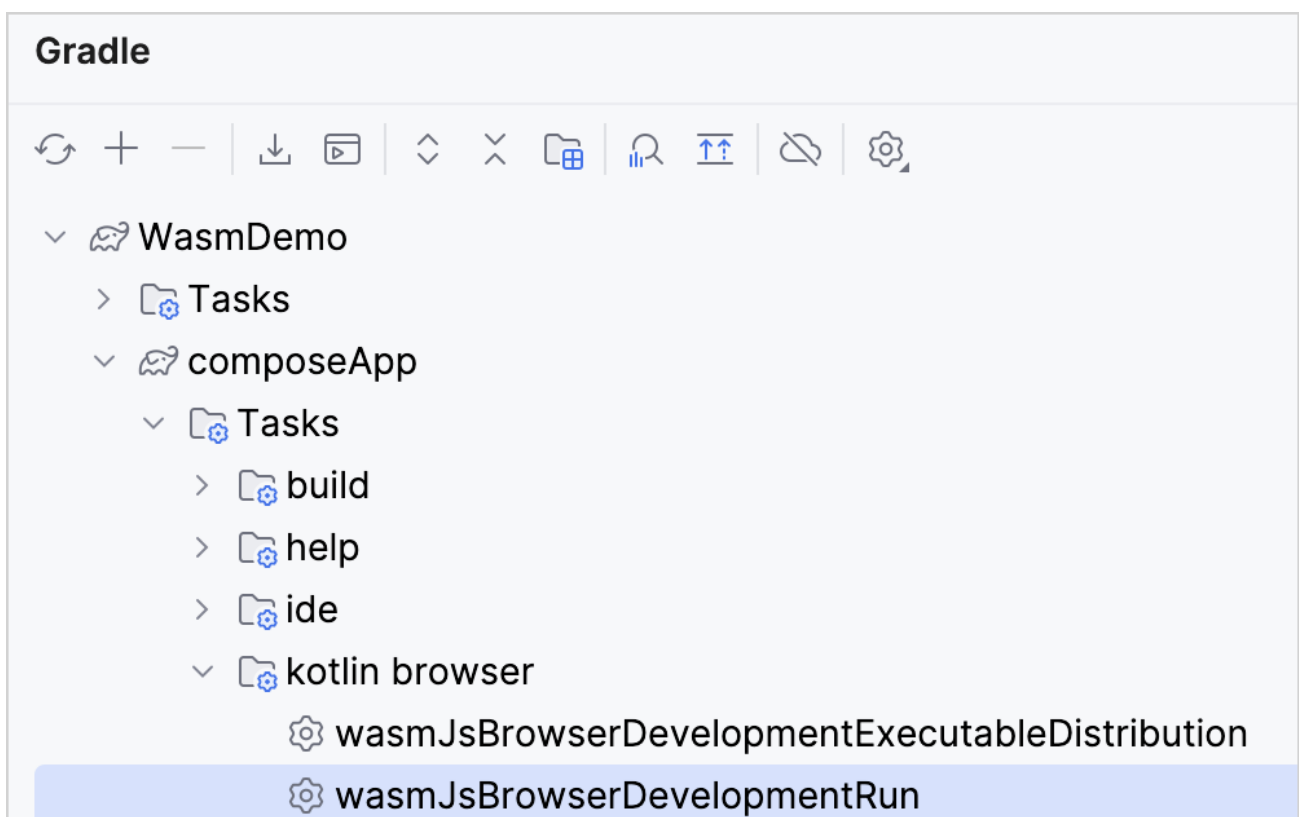 Gradle
WasmDemo
Tasks
composeApp
Tasks
build
help
ide
kotlin browser
wasmJsBrowserDevelopmentExecutableDistribution
wasmJsBrowserDevelopmentRun